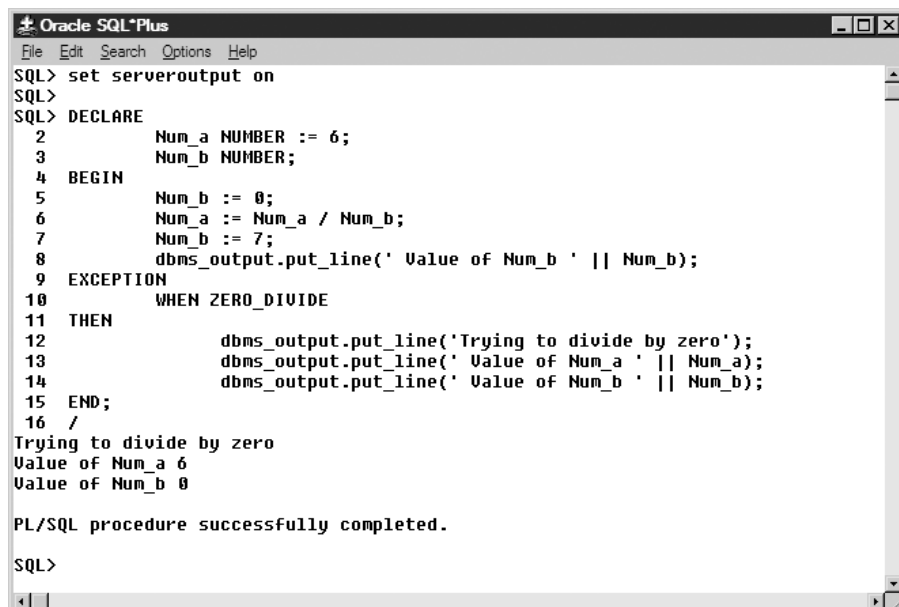 Oracle SQL*Plus
File Edit Search Options Help
SQL> set serveroutput on
SQL>
SQL> DECLARE
  2          Num_a NUMBER := 6;
  3          Num_b NUMBER;
  4  BEGIN
  5          Num_b := 0;
  6          Num_a := Num_a / Num_b;
  7          Num_b := 7;
  8          dbms_output.put_line(' Value of Num_b ' || Num_b);
  9  EXCEPTION
 10          WHEN ZERO_DIVIDE
 11  THEN
 12                  dbms_output.put_line('Trying to divide by zero');
 13                  dbms_output.put_line(' Value of Num_a ' || Num_a);
 14                  dbms_output.put_line(' Value of Num_b ' || Num_b);
 15  END;
 16  /
Trying to divide by zero
Value of Num_a 6
Value of Num_b 0
PL/SQL procedure successfully completed.
SQL>